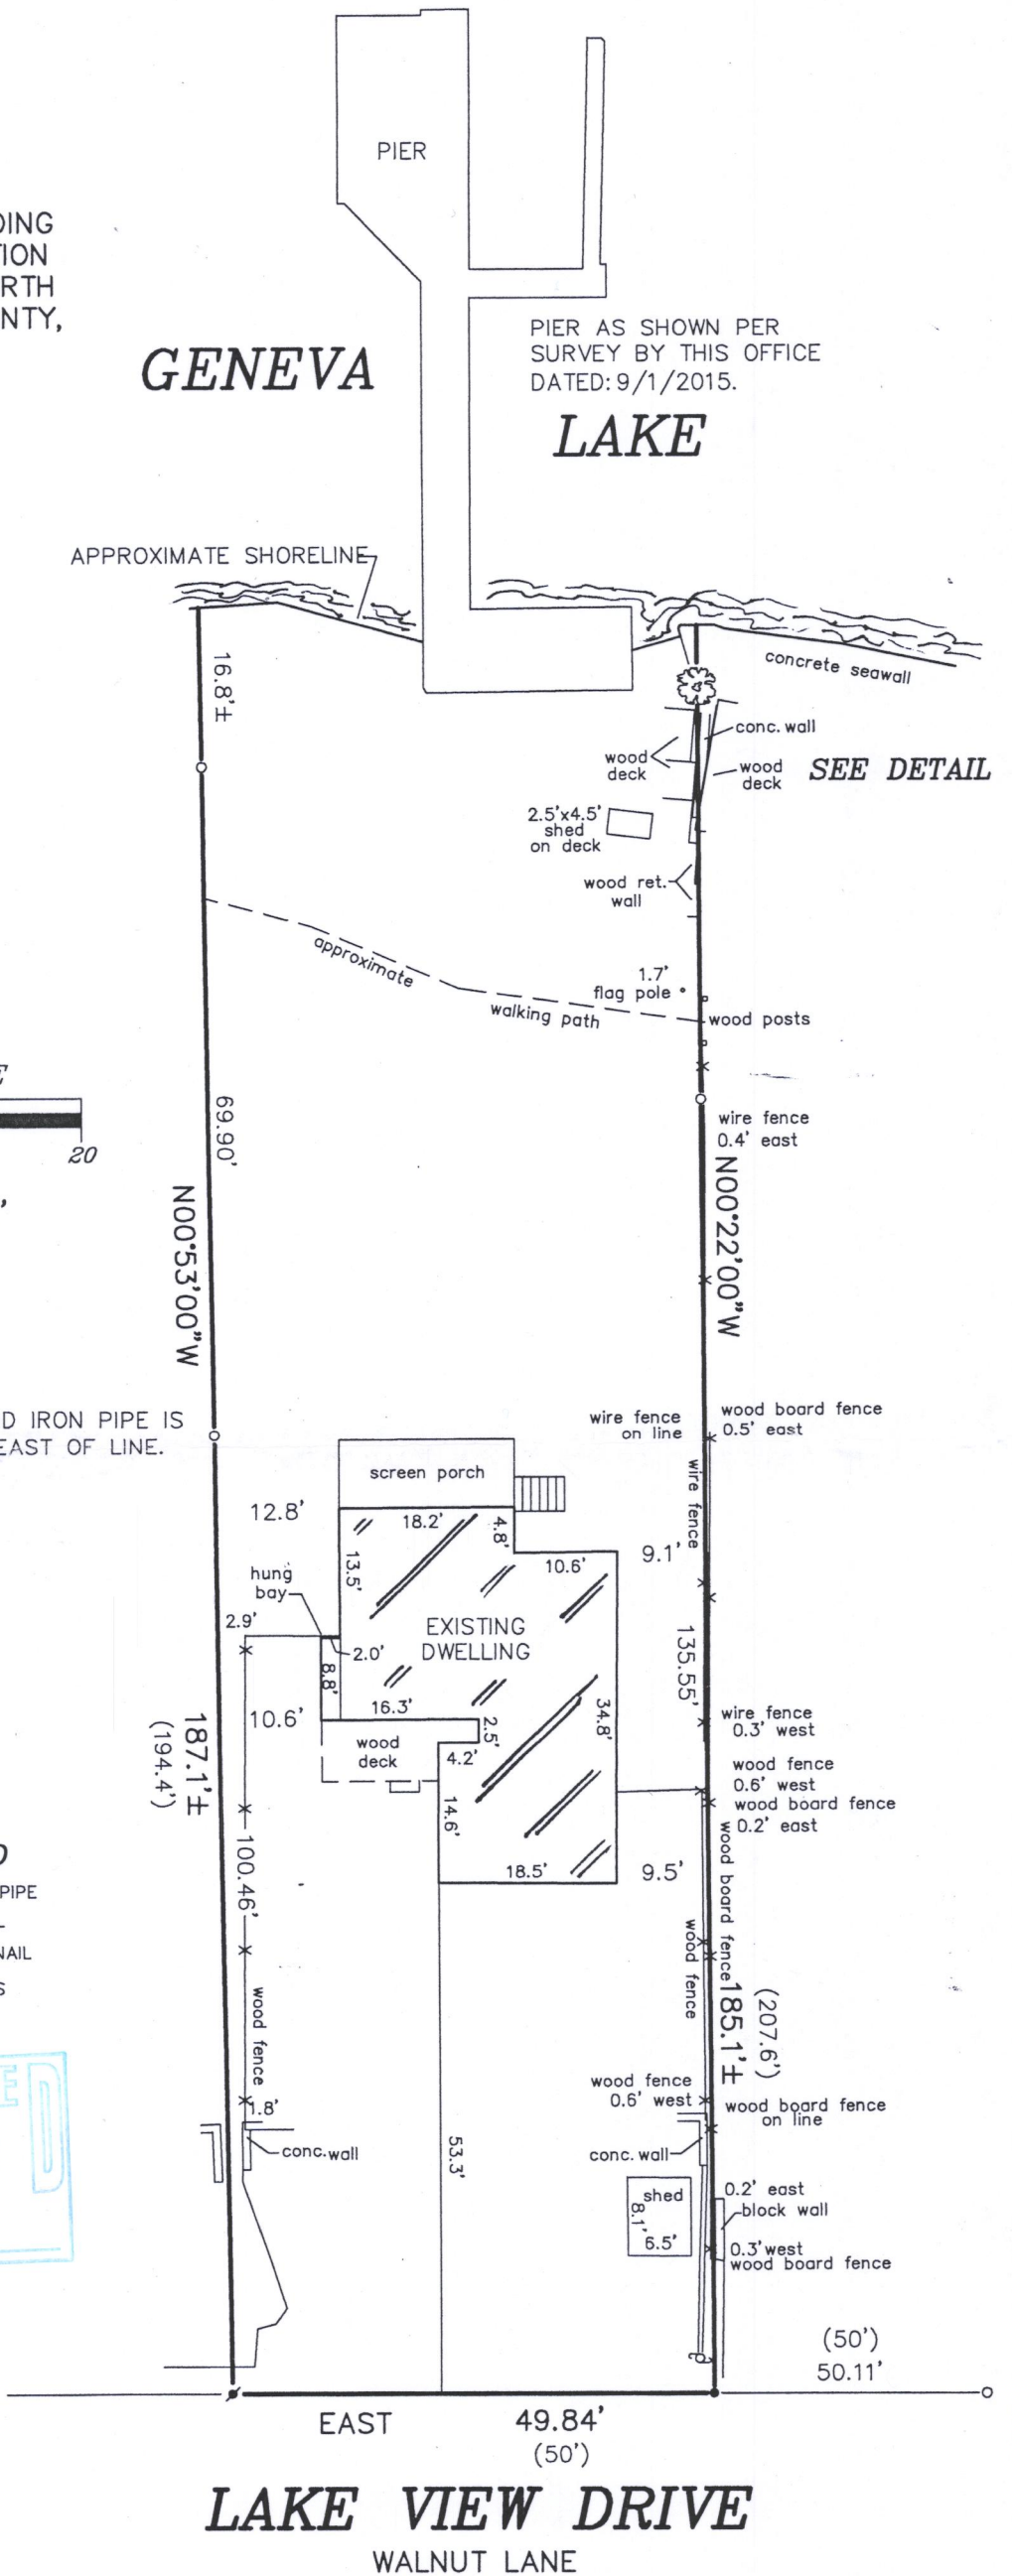 PIER
DING
TION
RTH
NTY,
GENEVA
PIER AS SHOWN PER
SURVEY BY THIS OFFICE
DATED: 9/1/2015.
LAKE
APPROXIMATE SHORELINE
16.8'±
concrete seawall
conc. wall
wood
deck
wood
deck
SEE DETAIL
2.5'x4.5'
shed
on deck
wood ret.
wall
approximate
walking path
1.7'
flag pole
wood posts
20
69.90'
wire fence
0.4' east
N00°53'00"W
N00°22'00"W
D IRON PIPE IS
EAST OF LINE.
wire fence
on line
wood board fence
0.5' east
screen porch
wire fence
12.8'
18.2'
4.8'
13.5'
10.6'
9.1'
hung
bay
2.9'
2.0'
EXISTING
DWELLING
135.55'
8.8'
10.6'
16.3'
2.5'
34.8'
wire fence
0.3' west
187.1'±
(194.4')
wood
deck
4.2'
14.6'
wood fence
0.6' west
wood board fence
0.2' east
100.46'
18.5'
9.5'
wood board fence
PIPE
NAIL
wood fence
wood fence
185.1'±
(207.6')
ED
1.8'
wood fence
0.6' west
wood board fence
on line
conc. wall
53.3'
conc. wall
shed
8.1'
6.5'
0.2' east
block wall
0.3' west
wood board fence
(50')
50.11'
EAST
49.84'
(50')
LAKE VIEW DRIVE
WALNUT LANE